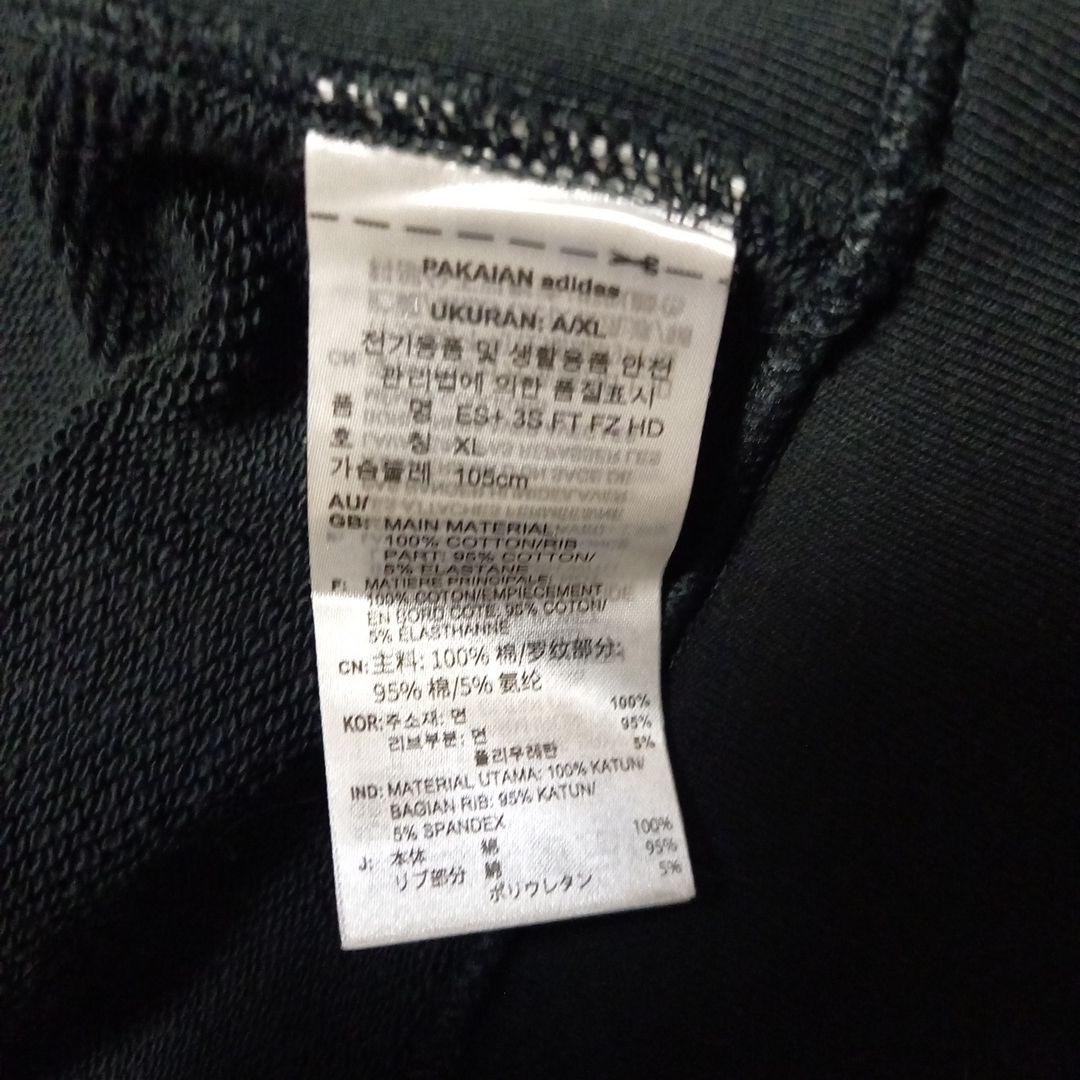 PAKAIAN adidas
UKURAN: A/XL
전기용품 및 생활용품 안전
관리법에 의한 품질표시
품 명 ES+ 3S FT FZ HD
호 칭 XL
가슴둘레 105cm
AU/
GB: MAIN MATERIAL
100% COTTON/RIB
PART: 95% COTTON/
5% ELASTANE
F: MATIERE PRINCIPALE:
100% COTON/EMPIECEMENT
EN BORD COTE, 95% COTON/
5% ELASTHANNE
CN: 主料: 100% 棉/罗纹部分:
95% 棉/5% 氨纶
KOR: 주소재: 면 100%
리브부분: 면 95%
폴리우레탄 5%
IND: MATERIAL UTAMA: 100% KATUN/
BAGIAN RIB: 95% KATUN/
5% SPANDEX
J: 本体 綿 100%
リブ部分 綿 95%
ポリウレタン 5%